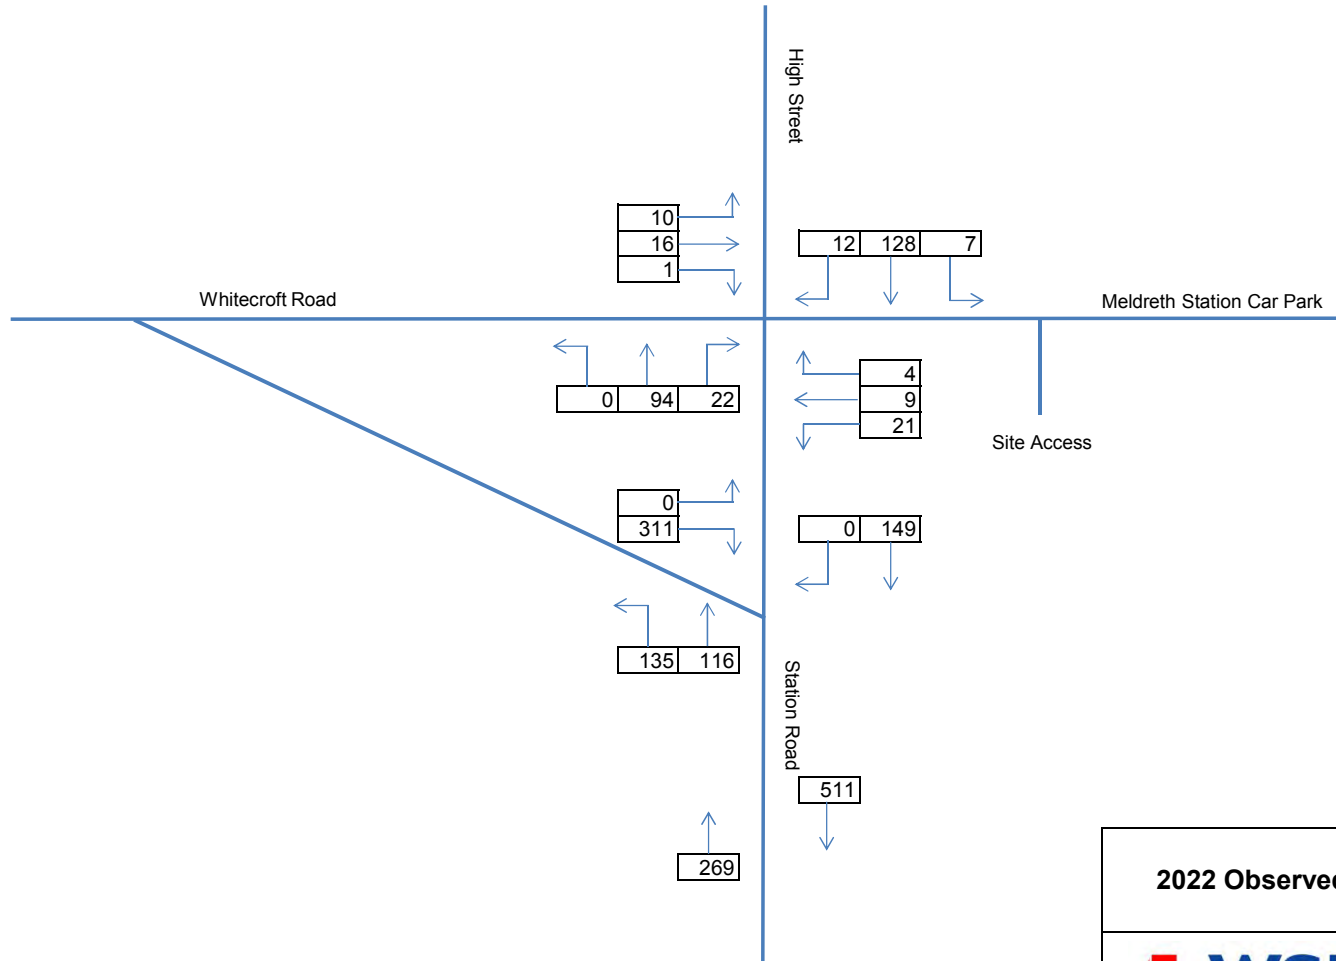 High Street
10
16
1
12 128 7
Whitecroft Road
Meldreth Station Car Park
0 94 22
4
9
21
Site Access
0
311
0 149
135 116
Station Road
511
269
2022 Observed